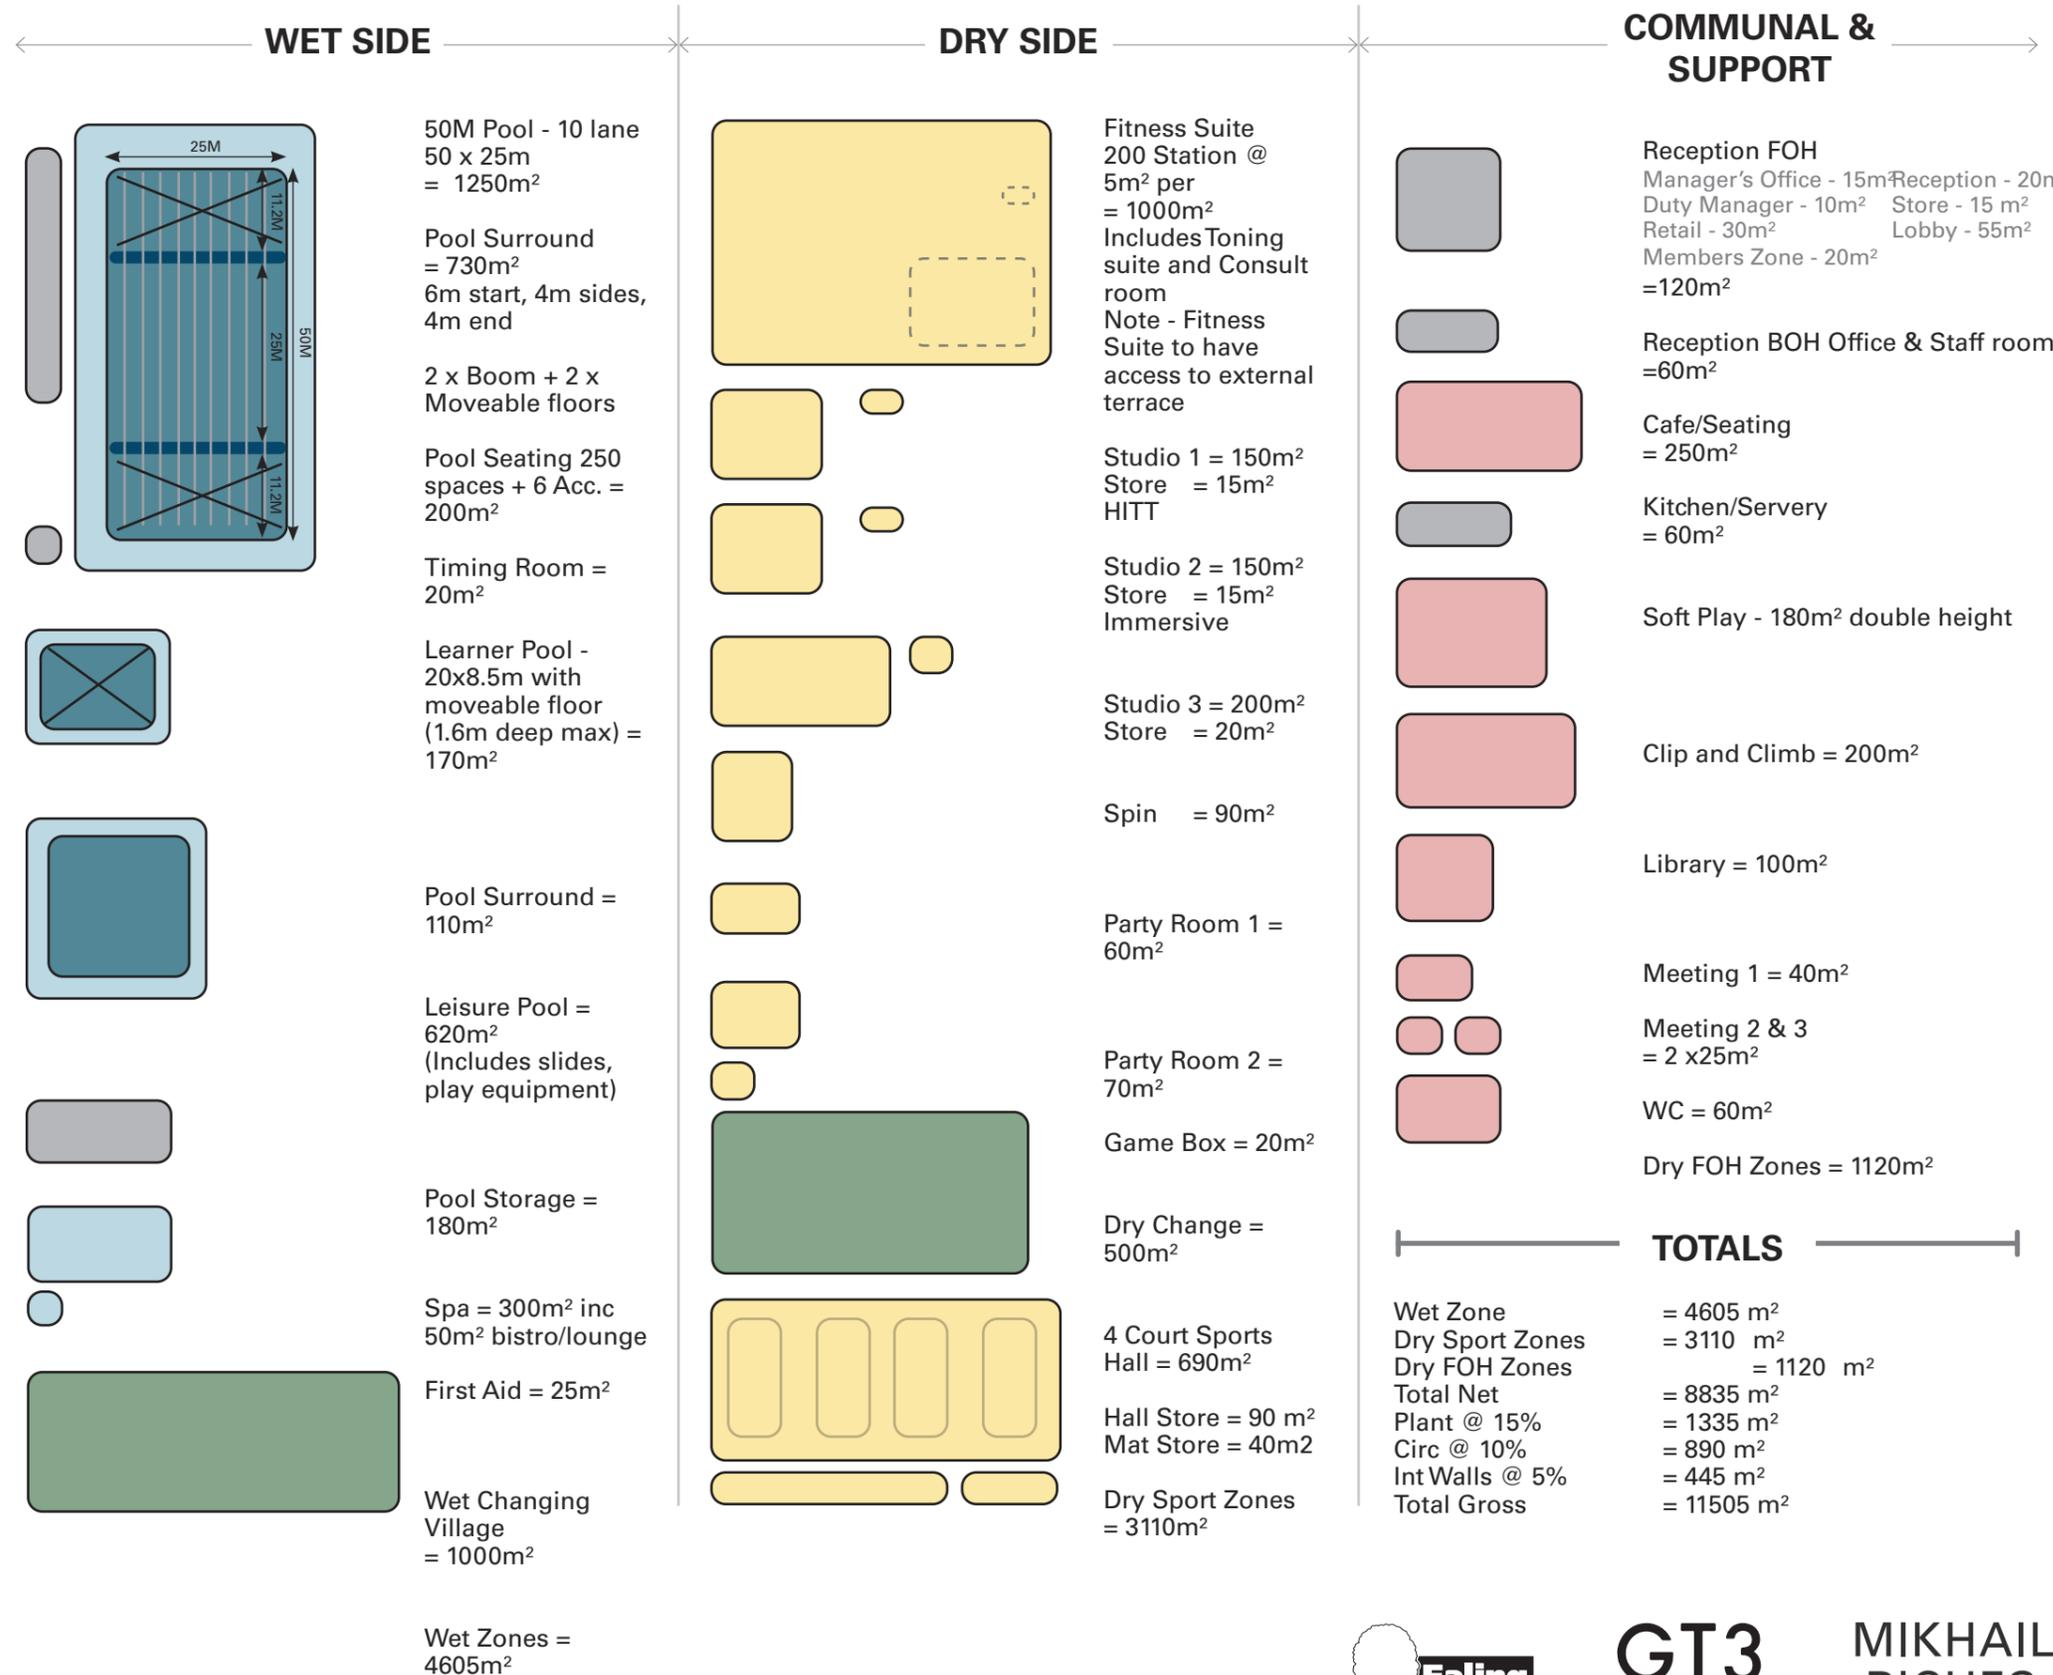 WET SIDE
25M
11.2M
25M
50M
11.2M
50M Pool - 10 lane
50 x 25m
= 1250m²
Pool Surround
= 730m²
6m start, 4m sides,
4m end
2 x Boom + 2 x
Moveable floors
Pool Seating 250
spaces + 6 Acc. =
200m²
Timing Room =
20m²
Learner Pool -
20x8.5m with
moveable floor
(1.6m deep max) =
170m²
Pool Surround =
110m²
Leisure Pool =
620m²
(Includes slides,
play equipment)
Pool Storage =
180m²
Spa = 300m² inc
50m² bistro/lounge
First Aid = 25m²
Wet Changing
Village
= 1000m²
Wet Zones =
4605m²
DRY SIDE
Fitness Suite
200 Station @
5m² per
= 1000m²
Includes Toning
suite and Consult
room
Note - Fitness
Suite to have
access to external
terrace
Studio 1 = 150m²
Store = 15m²
HITT
Studio 2 = 150m²
Store = 15m²
Immersive
Studio 3 = 200m²
Store = 20m²
Spin = 90m²
Party Room 1 =
60m²
Party Room 2 =
70m²
Game Box = 20m²
Dry Change =
500m²
4 Court Sports
Hall = 690m²
Hall Store = 90 m²
Mat Store = 40m2
Dry Sport Zones
= 3110m²
COMMUNAL &
SUPPORT
Reception FOH
Manager's Office - 15m² Reception - 20m
Duty Manager - 10m² Store - 15 m²
Retail - 30m² Lobby - 55m²
Members Zone - 20m²
=120m²
Reception BOH Office & Staff room
=60m²
Cafe/Seating
= 250m²
Kitchen/Servery
= 60m²
Soft Play - 180m² double height
Clip and Climb = 200m²
Library = 100m²
Meeting 1 = 40m²
Meeting 2 & 3
= 2 x25m²
WC = 60m²
Dry FOH Zones = 1120m²
TOTALS
Wet Zone = 4605 m²
Dry Sport Zones = 3110 m²
Dry FOH Zones = 1120 m²
Total Net = 8835 m²
Plant @ 15% = 1335 m²
Circ @ 10% = 890 m²
Int Walls @ 5% = 445 m²
Total Gross = 11505 m²
Ealing
GT3
MIKHAIL